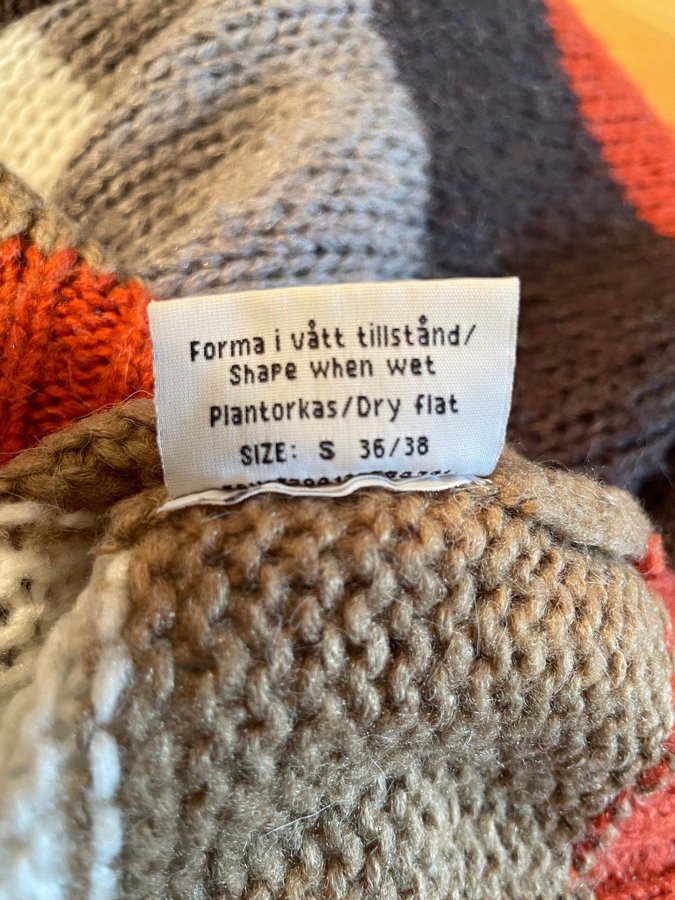 Forma i vått tillstånd/
Shape when wet
Plantorkas/Dry flat
SIZE: S 36/38